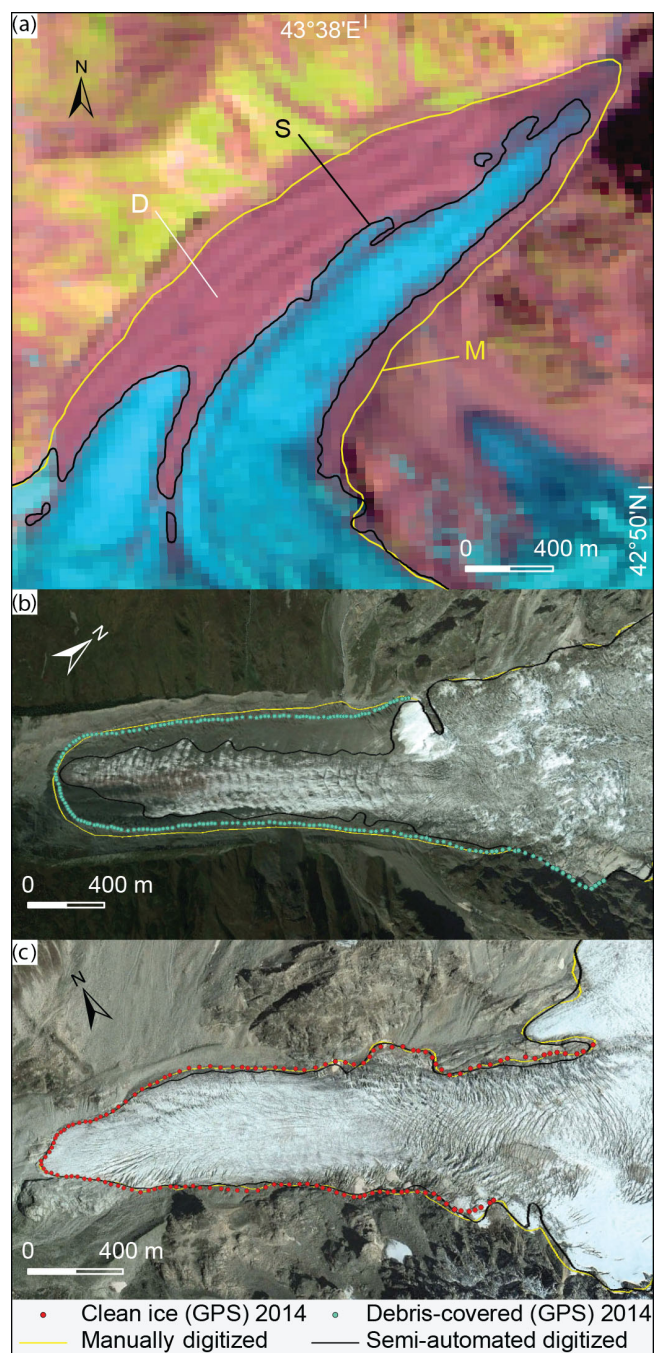 (a)
43°38'E
N
S
D
M
42°50'N
0 400 m
(b)
N
0 400 m
(c)
N
0 400 m
Clean ice (GPS) 2014 Debris-covered (GPS) 2014
Manually digitized Semi-automated digitized